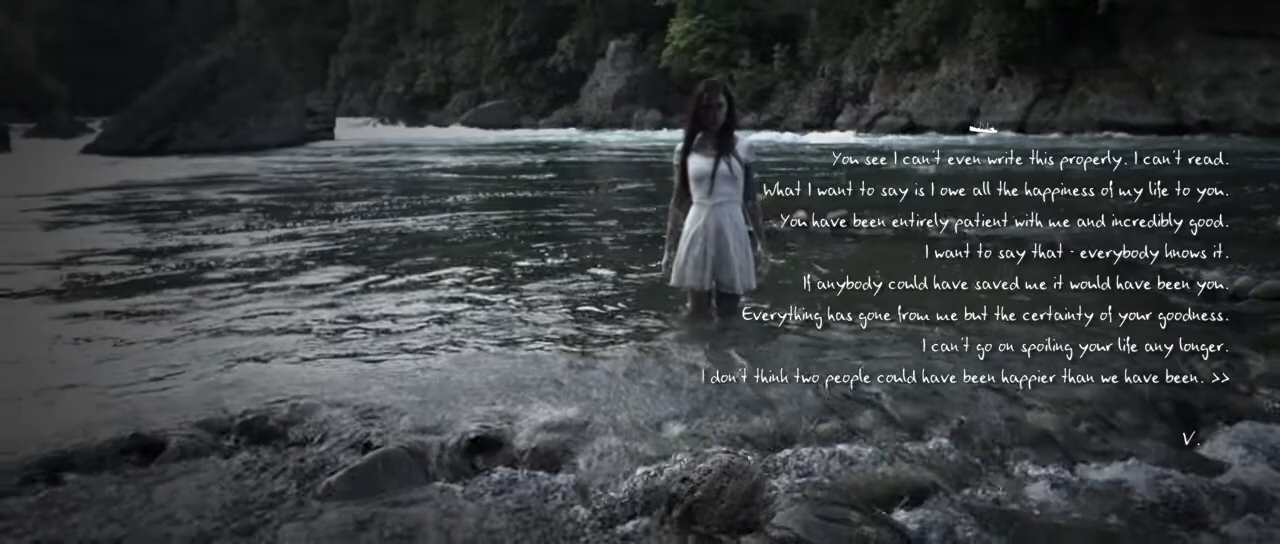 You see I can't even write this properly. I can't read.
What I want to say is I owe all the happiness of my life to you.
You have been entirely patient with me and incredibly good.
I want to say that - everybody knows it.
If anybody could have saved me it would have been you.
Everything has gone from me but the certainty of your goodness.
I can't go on spoiling your life any longer.
I don't think two people could have been happier than we have been. >>
V.